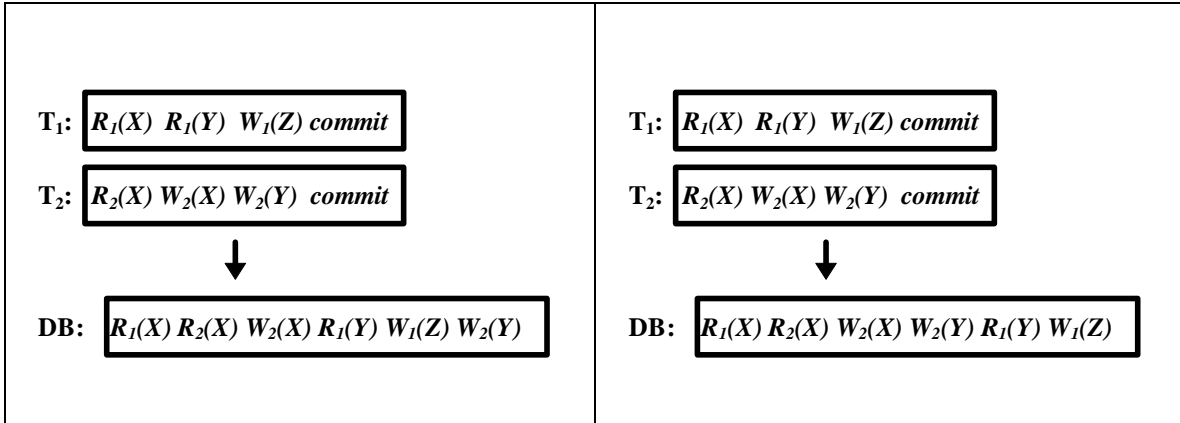 T₁: R₁(X) R₁(Y) W₁(Z) commit
T₂: R₂(X) W₂(X) W₂(Y) commit
DB: R₁(X) R₂(X) W₂(X) R₁(Y) W₁(Z) W₂(Y)
T₁: R₁(X) R₁(Y) W₁(Z) commit
T₂: R₂(X) W₂(X) W₂(Y) commit
DB: R₁(X) R₂(X) W₂(X) W₂(Y) R₁(Y) W₁(Z)